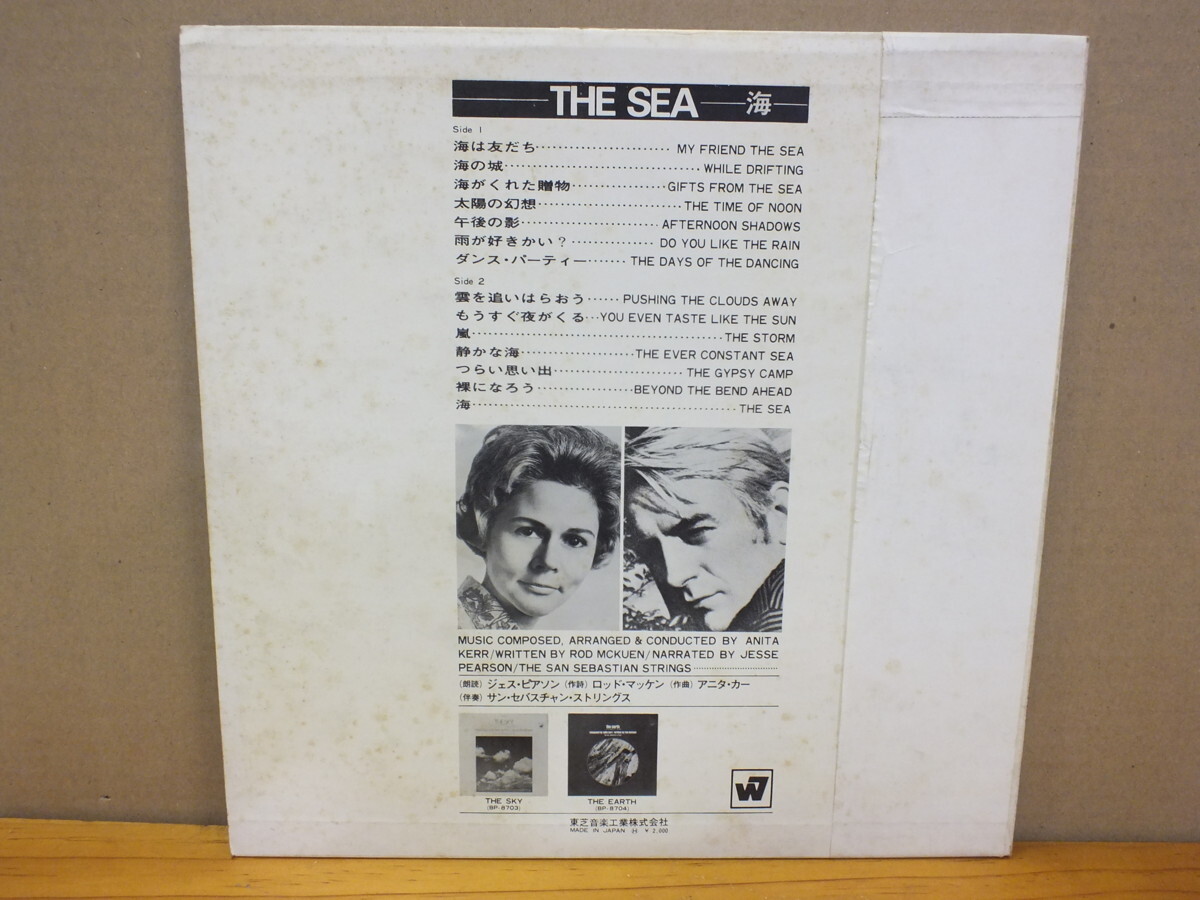 THE SEA 海
Side 1
海は友だち························ MY FRIEND THE SEA
海の城···································WHILE DRIFTING
海がくれた贈物·················GIFTS FROM THE SEA
太陽の幻想··························THE TIME OF NOON
午後の影·························AFTERNOON SHADOWS
雨が好きかい？··············· DO YOU LIKE THE RAIN
ダンス・パーティー······· THE DAYS OF THE DANCING
Side 2
雲を追いはらおう······ PUSHING THE CLOUDS AWAY
もうすぐ夜がくる···YOU EVEN TASTE LIKE THE SUN
嵐··············································THE STORM
静かな海·····················THE EVER CONSTANT SEA
つらい思い出························THE GYPSY CAMP
裸になろう·················BEYOND THE BEND AHEAD
海················································THE SEA
MUSIC COMPOSED, ARRANGED & CONDUCTED BY ANITA
KERR/WRITTEN BY ROD MCKUEN/NARRATED BY JESSE
PEARSON/THE SAN SEBASTIAN STRINGS
(朗読) ジェス・ピアソン (作詩) ロッド・マッケン (作曲) アニタ・カー
(伴奏) サン・セバスチャン・ストリングス
the earth
THE SKY
(BP-8703)
THE EARTH
(BP-8704)
W7
東芝音楽工業株式会社
MADE IN JAPAN Ⓗ ¥2,000